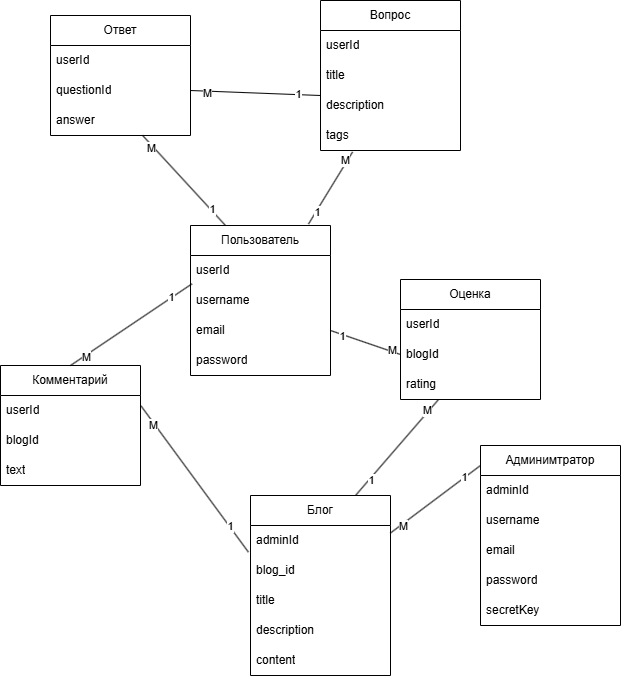 Ответ
userId
questionId
answer
Вопрос
userId
title
description
tags
M
1
M
1
M
1
Пользователь
userId
username
email
password
1
M
1
M
Оценка
userId
blogId
rating
Комментарий
userId
blogId
text
M
1
M
1
1
M
Админимтратор
adminId
username
email
password
secretKey
Блог
adminId
blog_id
title
description
content